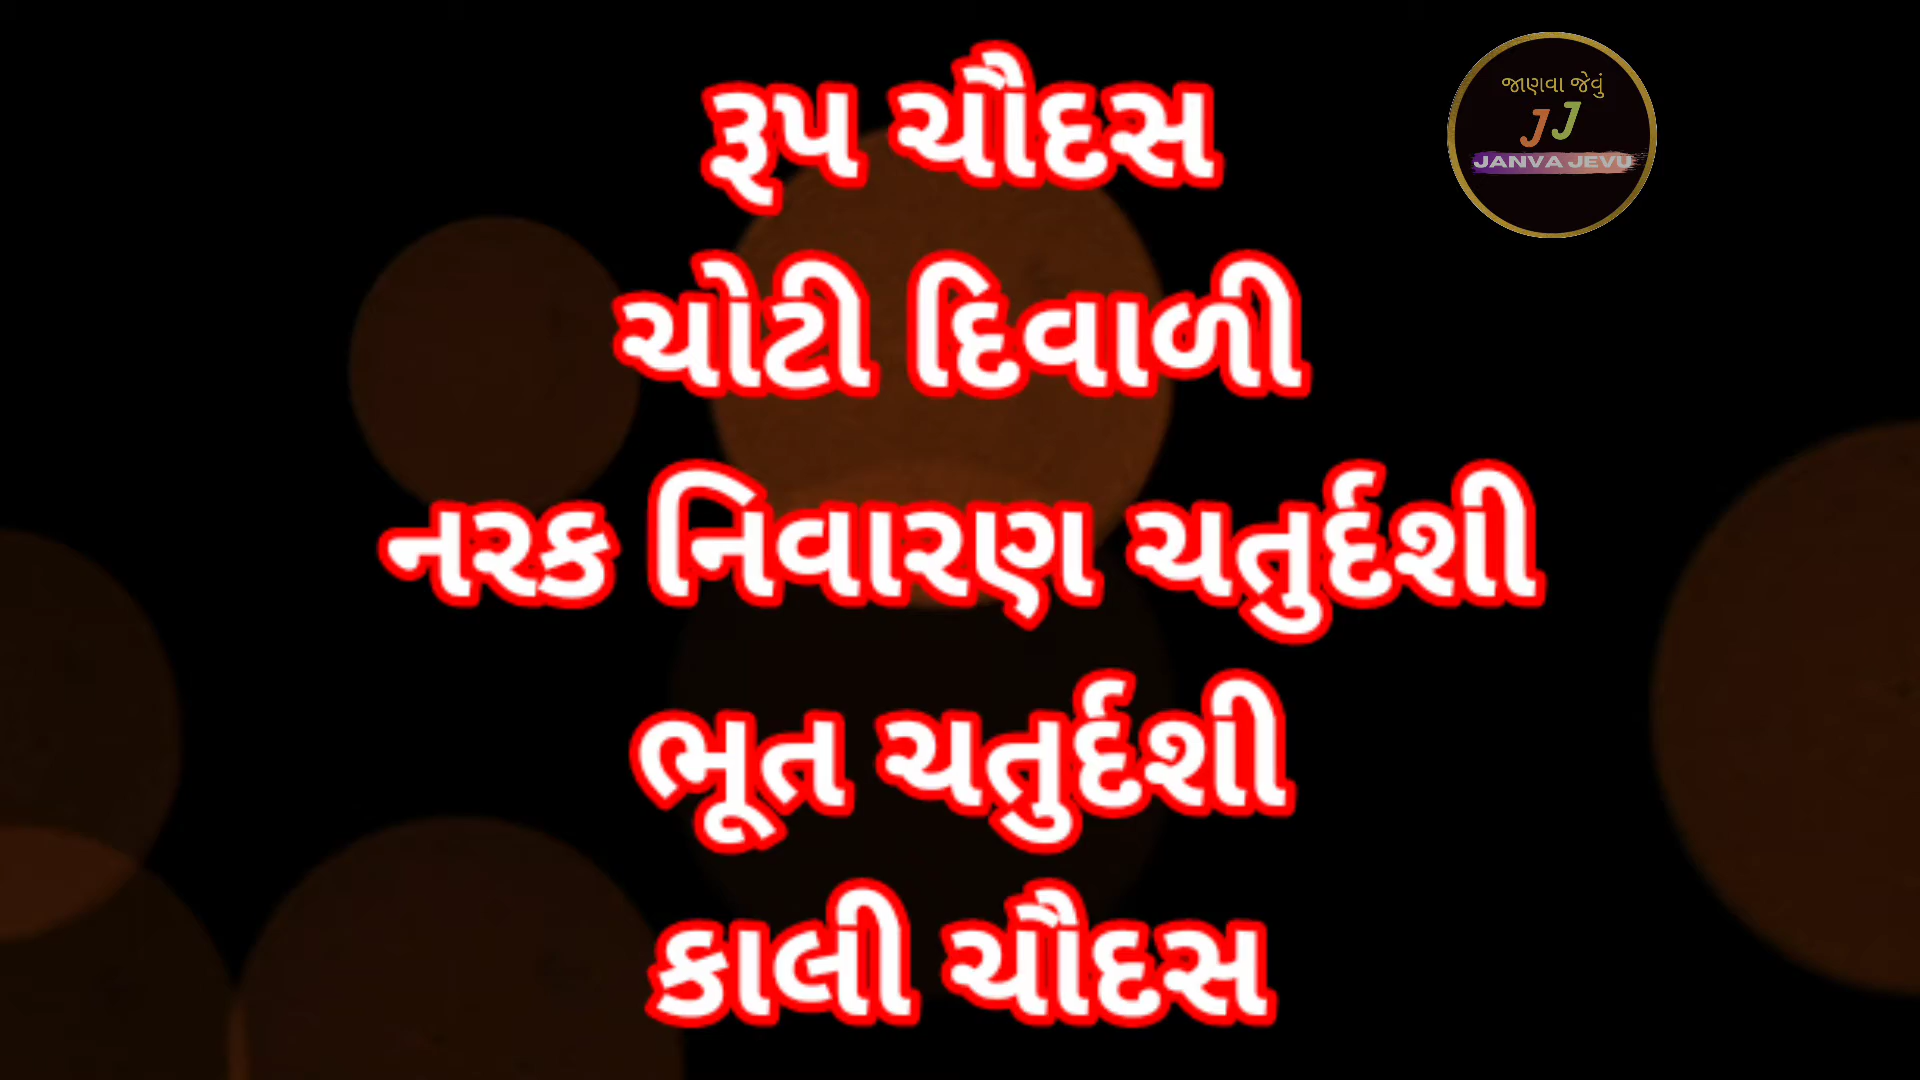 રૂપ ચૌદસ
ચોટી દિવાળી
નરક નિવારણ ચતુર્દશી
ભૂત ચતુર્દશી
કાલી ચૌદસ
જાણવા જેવું
JJ
JANVA JEVU